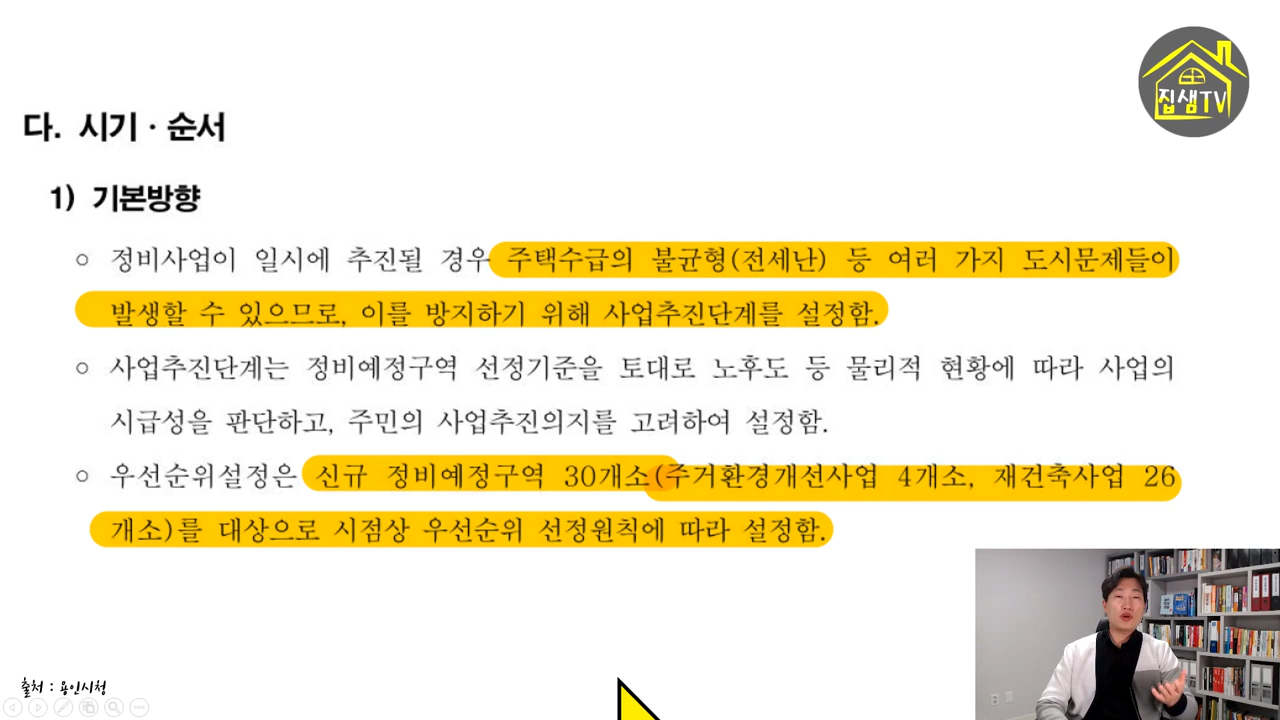 집샘TV
다. 시기 · 순서
1) 기본방향
○ 정비사업이 일시에 추진될 경우 주택수급의 불균형(전세난) 등 여러 가지 도시문제들이
발생할 수 있으므로, 이를 방지하기 위해 사업추진단계를 설정함.
○ 사업추진단계는 정비예정구역 선정기준을 토대로 노후도 등 물리적 현황에 따라 사업의
시급성을 판단하고, 주민의 사업추진의지를 고려하여 설정함.
○ 우선순위설정은 신규 정비예정구역 30개소(주거환경개선사업 4개소, 재건축사업 26
개소)를 대상으로 시점상 우선순위 선정원칙에 따라 설정함.
출처 : 용인시청